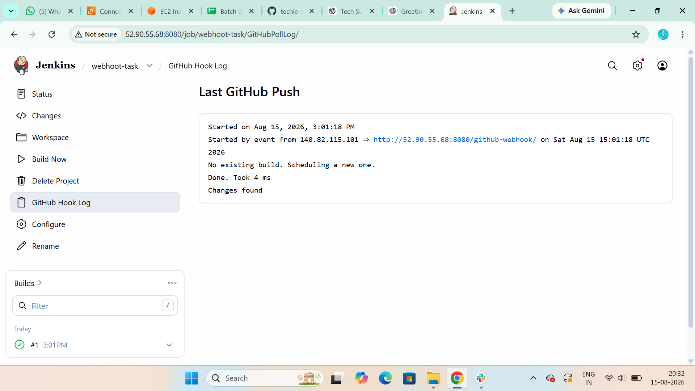 (2) Wha
Connec
EC2 Ins
Batch-2
techie-
Tech S
Greetin
Jenkins
Ask Gemini
Not secure
52.90.55.68:8080/job/webhoot-task/GitHubPollLog/
J
Jenkins / webhoot-task / GitHub Hook Log
Status
Changes
Workspace
Build Now
Delete Project
GitHub Hook Log
Configure
Rename
Builds
Filter
/
Today
#1 3:01 PM
Last GitHub Push
Started on Aug 15, 2026, 3:01:18 PM
Started by event from 140.82.115.101 ⇒ http://52.90.55.68:8080/github-webhook/ on Sat Aug 15 15:01:18 UTC
2026
No existing build. Scheduling a new one.
Done. Took 4 ms
Changes found
Search
ENG
IN
20:32
15-08-2026